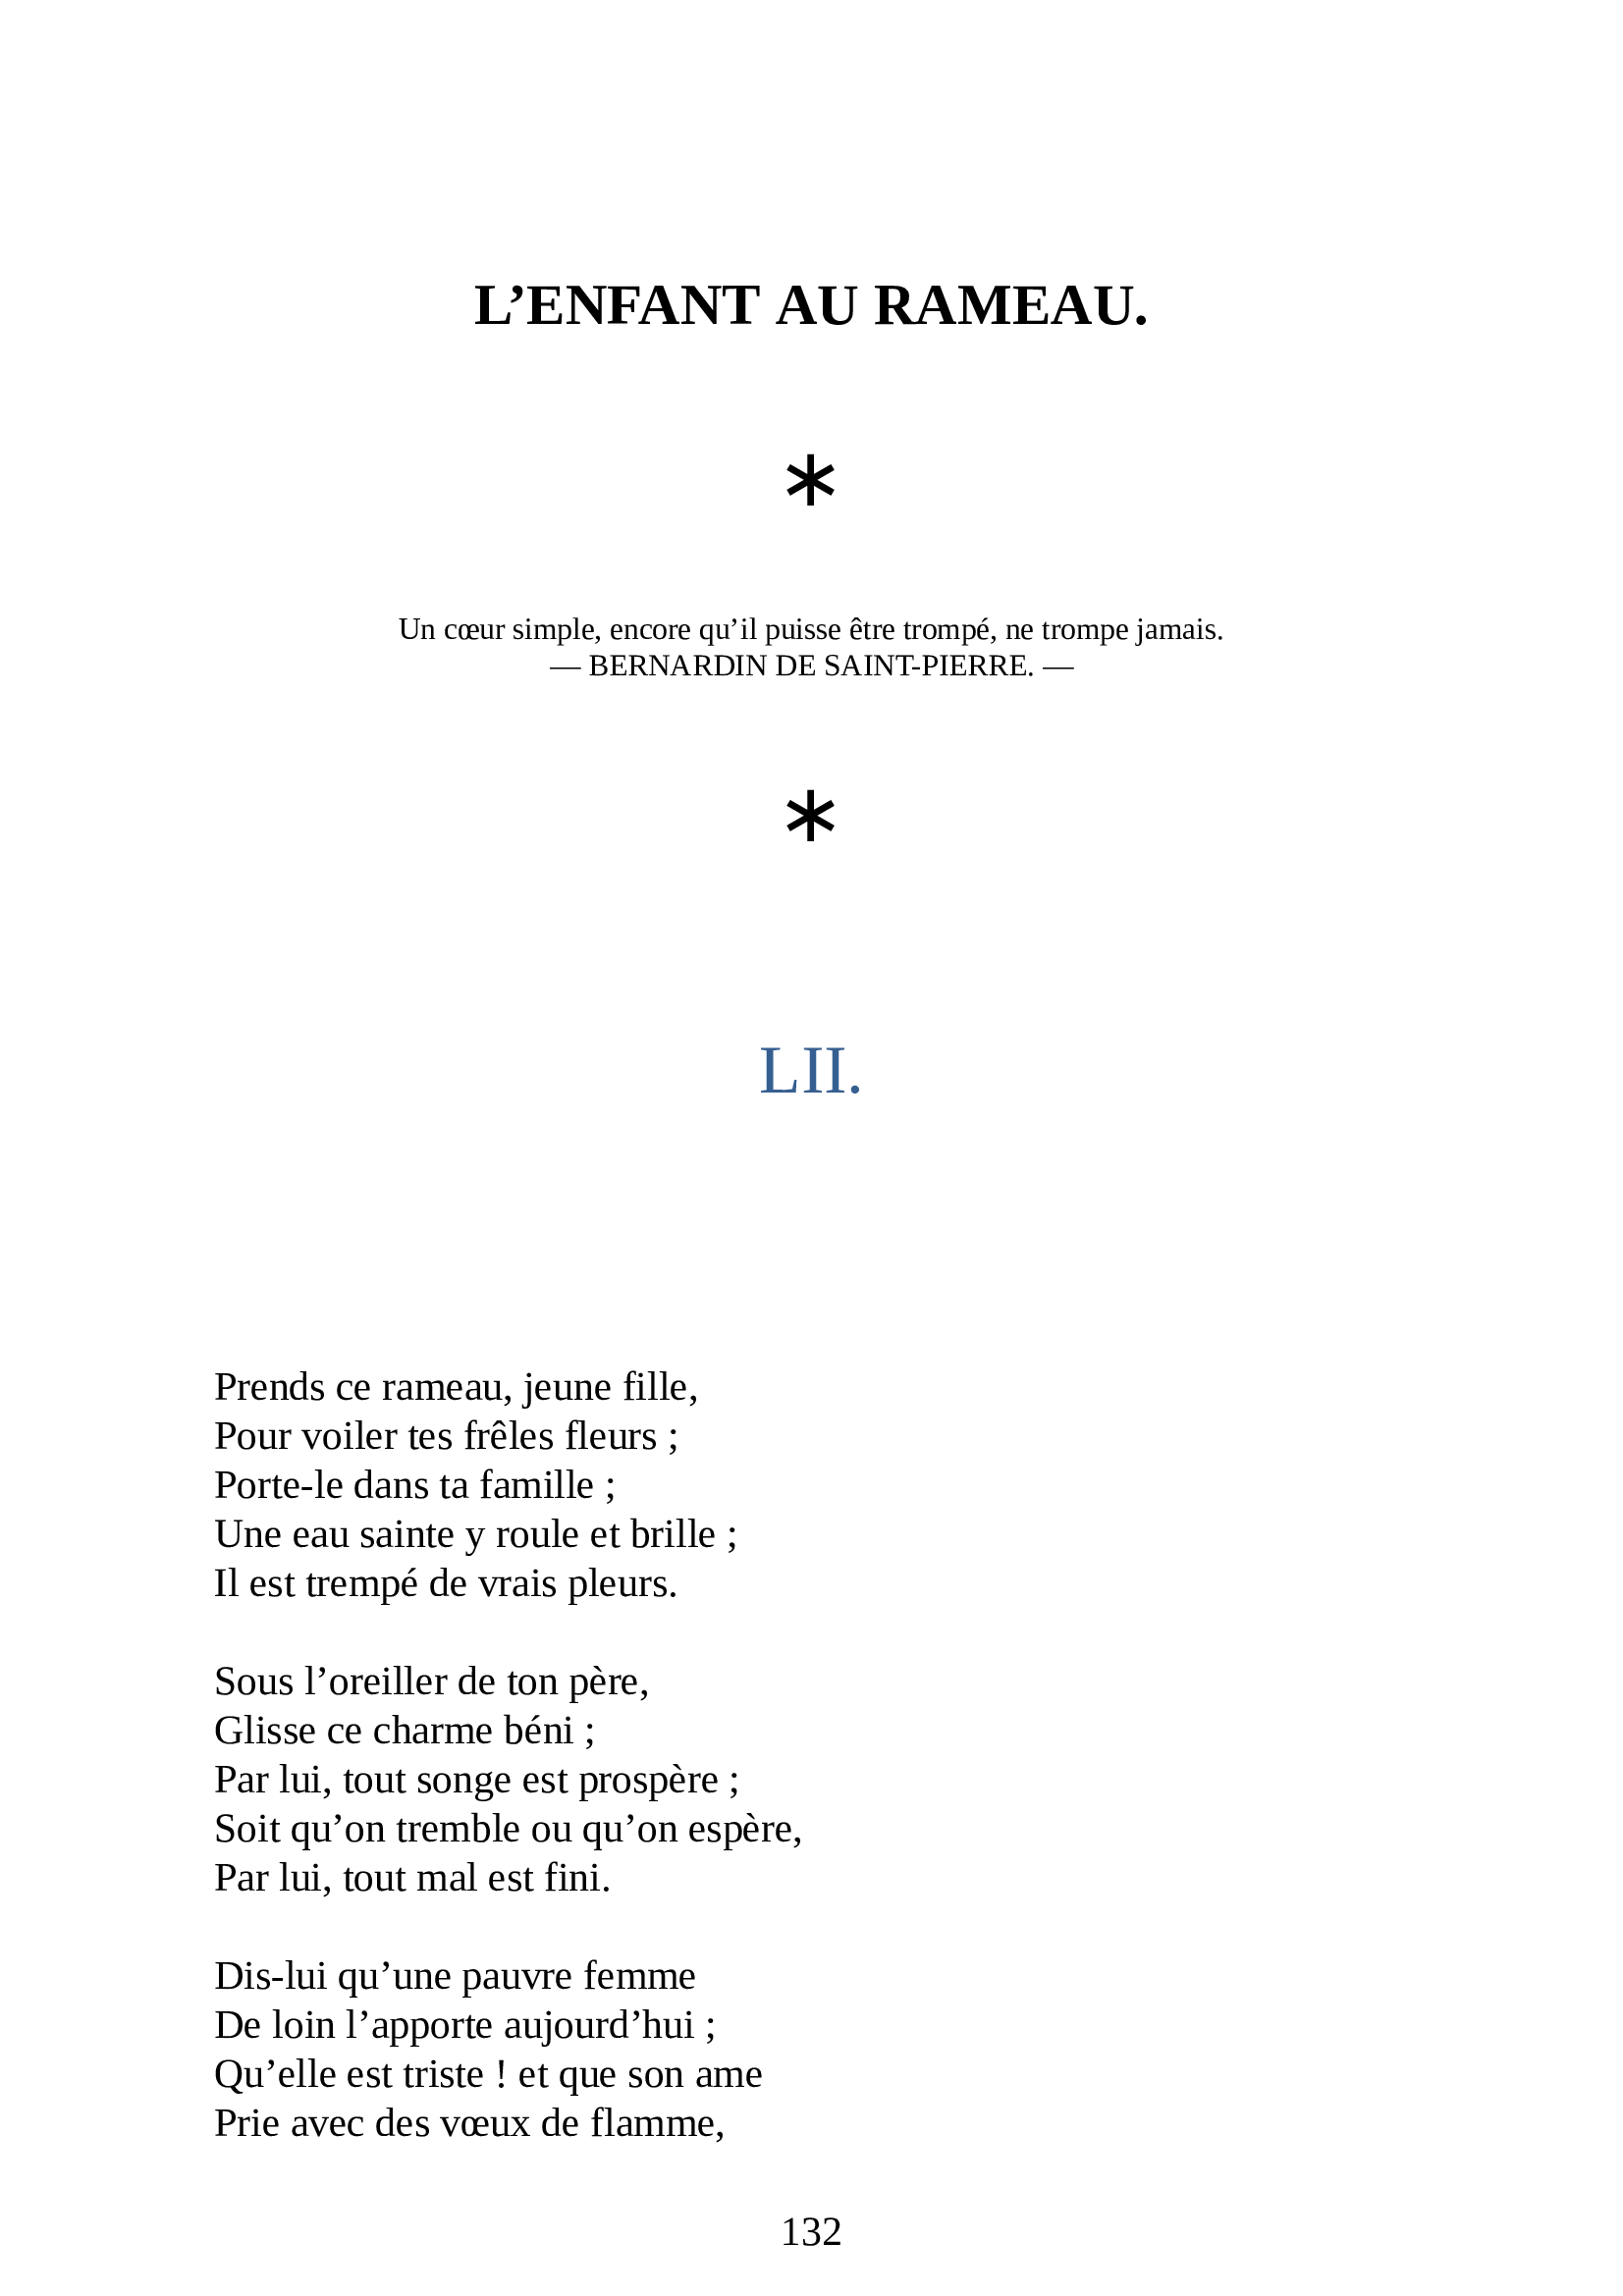 L’ENFANT AU RAMEAU.
*
Un cœur simple, encore qu’il puisse être trompé, ne trompe jamais.
— BERNARDIN DE SAINT-PIERRE. —
*
LII.
Prends ce rameau, jeune fille,
Pour voiler tes frêles fleurs ;
Porte-le dans ta famille ;
Une eau sainte y roule et brille ;
Il est trempé de vrais pleurs.
Sous l’oreiller de ton père,
Glisse ce charme béni ;
Par lui, tout songe est prospère ;
Soit qu’on tremble ou qu’on espère,
Par lui, tout mal est fini.
Dis-lui qu’une pauvre femme
De loin l’apporte aujourd’hui ;
Qu’elle est triste ! et que son ame
Prie avec des vœux de flamme,
132